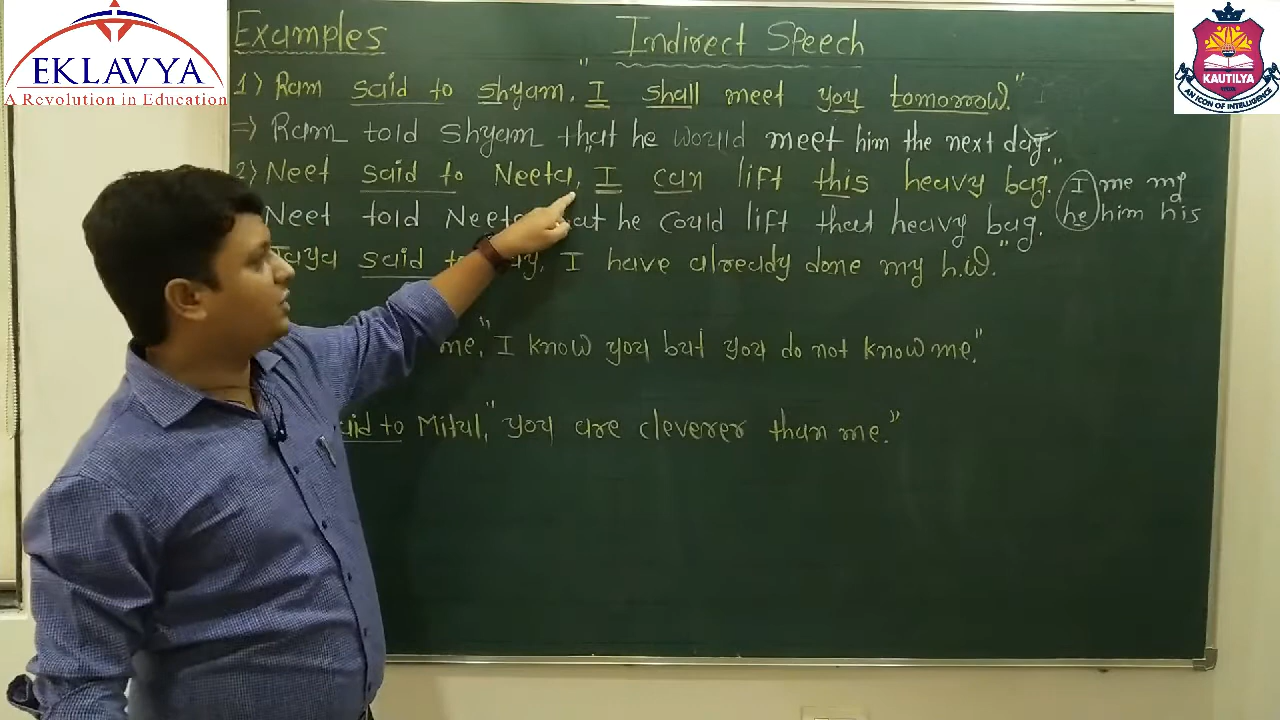 EKLAVYA
A Revolution in Education
KAUTILYA
AN ICON OF INTELLIGENCE
Examples
Indirect Speech
1) Ram said to shyam, "I shall meet you tomorrow."
=> Ram told Shyam that he would meet him the next day.
2) Neet said to Neeta, "I can lift this heavy bag."
Neet told Neeta that he could lift that heavy bag.
I me my
he him his
Jaya said to , I have already done my h.w."
me, "I know you but you do not know me."
said to Mitul, "you are cleverer than me."